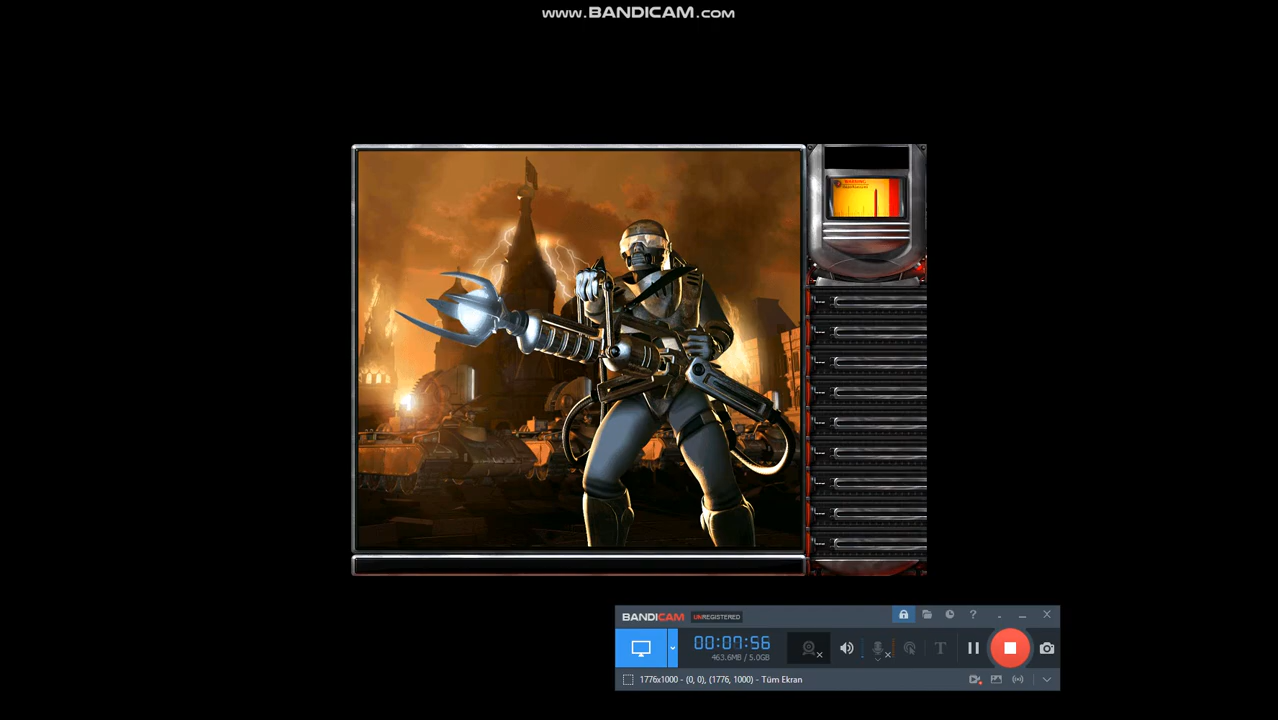 www.BANDICAM.com
BANDICAM UNREGISTERED
00:07:56
463.6MB / 5.0GB
1776x1000 - (0, 0), (1776, 1000) - Tüm Ekran